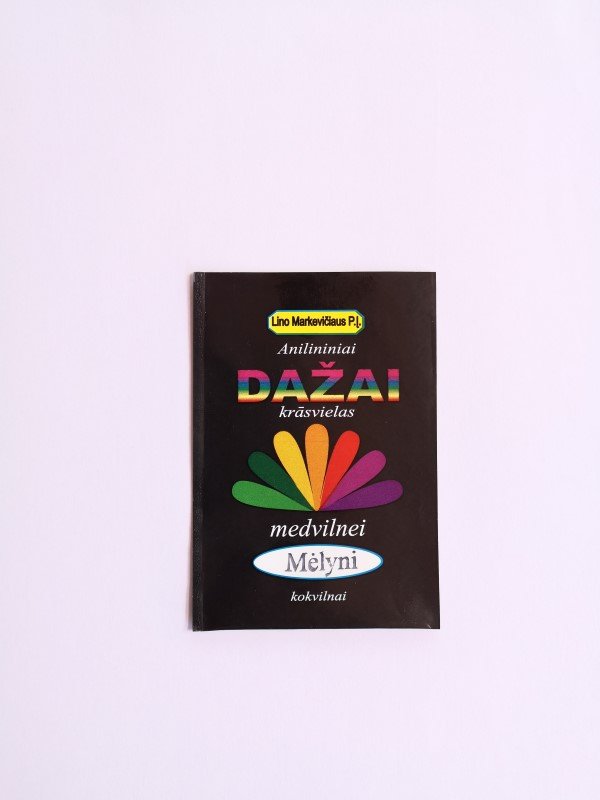 Lino Markevičiaus P.Į.
Anilininiai
DAŽAI
krāsvielas
medvilnei
Mėlyni
kokvilnai